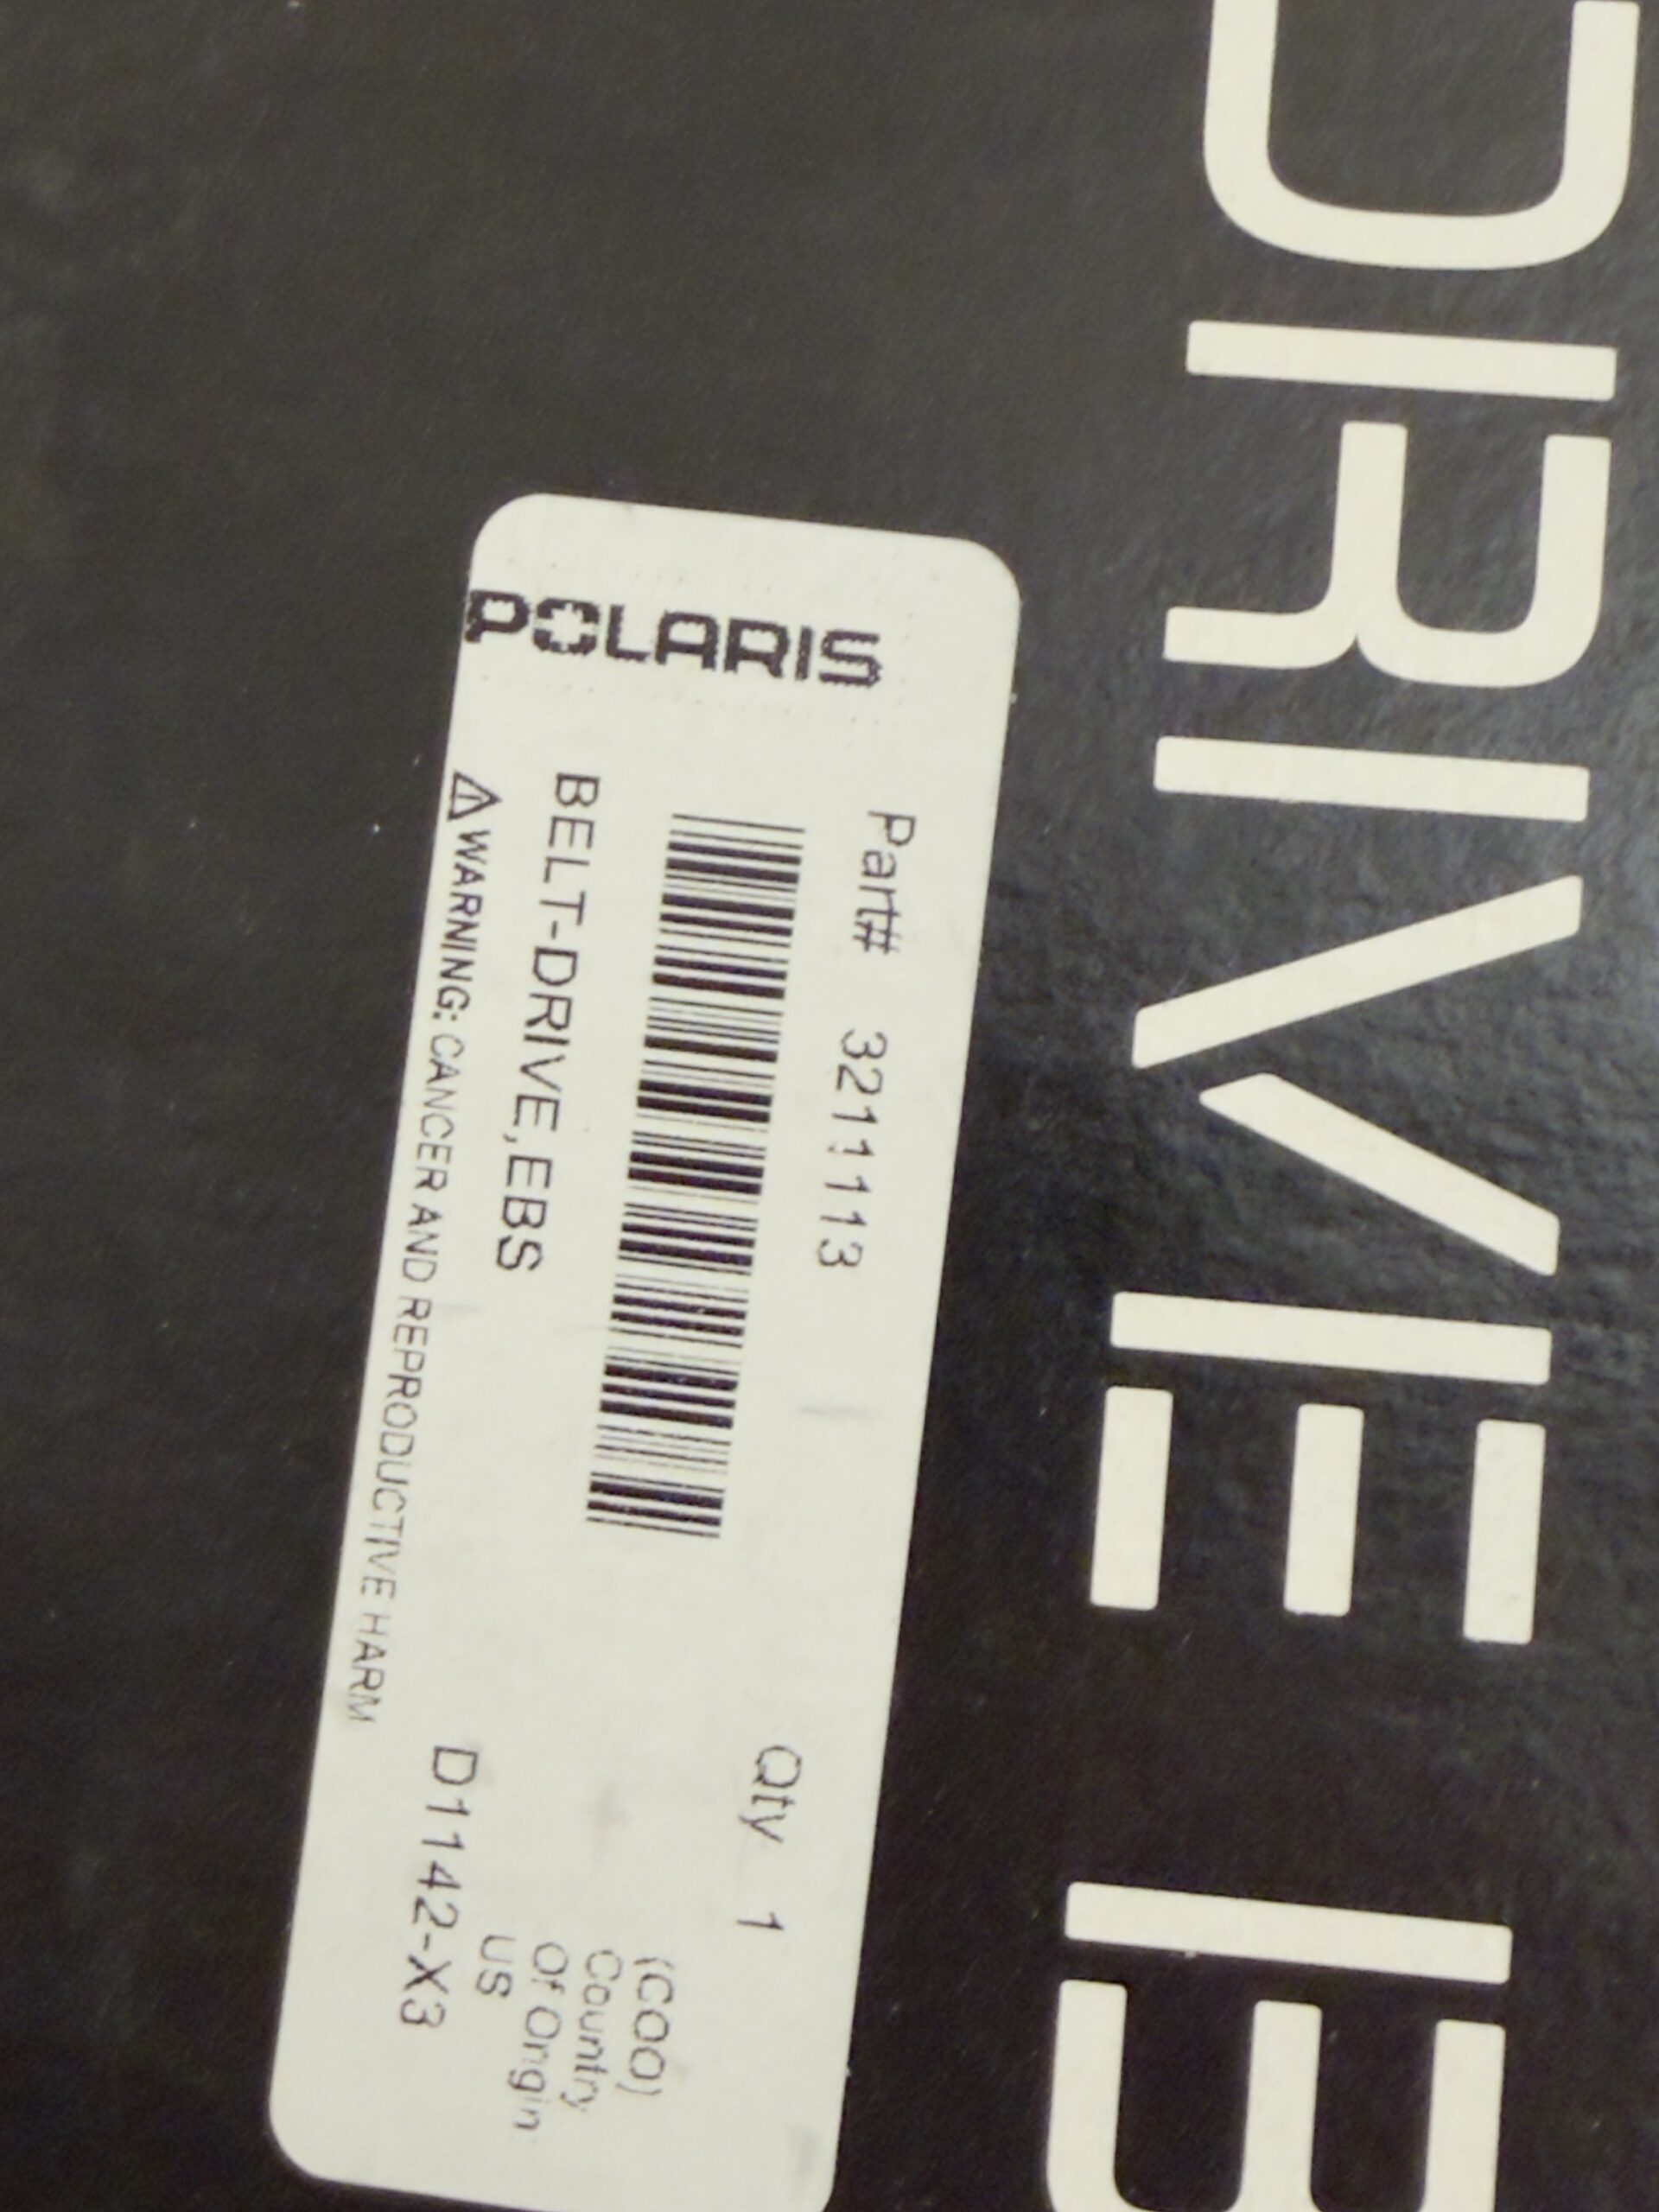 DRIVE B
POLARIS
Part# 3211113
Qty 1
BELT-DRIVE,EBS
(COO)
Country
Of Origin
US
⚠WARNING: CANCER AND REPRODUCTIVE HARM
D1142-X3